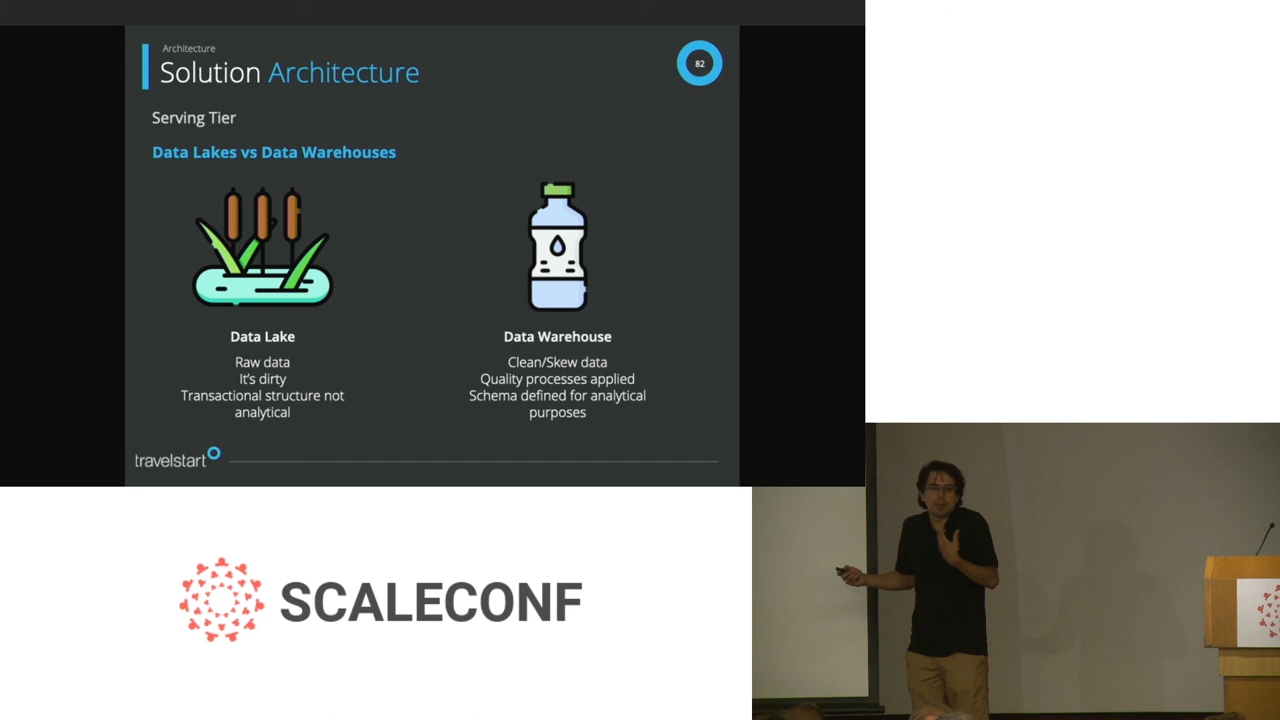 Architecture
Solution Architecture
82
Serving Tier
Data Lakes vs Data Warehouses
Data Lake
Raw data
It's dirty
Transactional structure not
analytical
Data Warehouse
Clean/Skew data
Quality processes applied
Schema defined for analytical
purposes
travelstart
SCALECONF